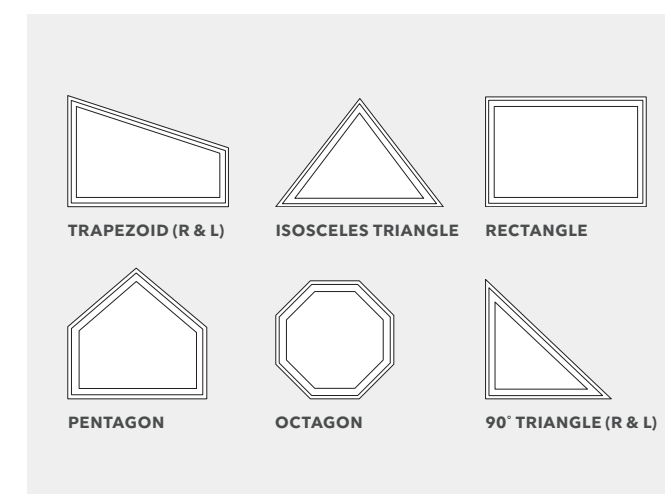 TRAPEZOID (R & L)
ISOSCELES TRIANGLE
RECTANGLE
PENTAGON
OCTAGON
90° TRIANGLE (R & L)